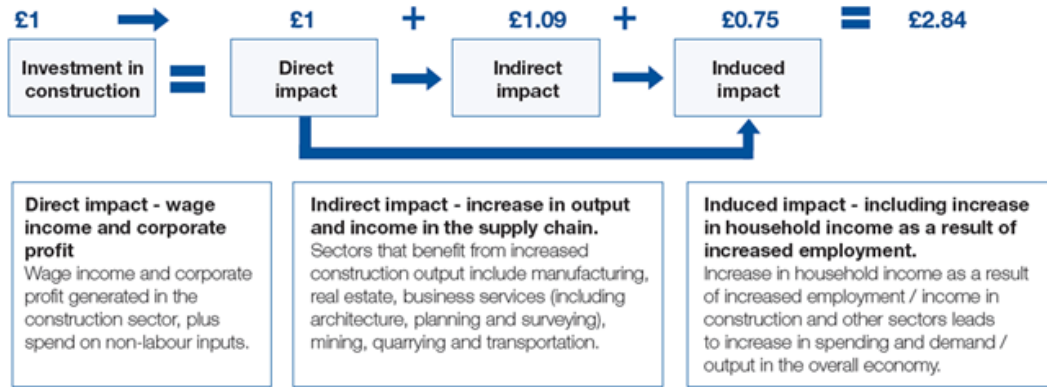 £1 £1 + £1.09 + £0.75 = £2.84
Investment in
construction
=
Direct
impact
Indirect
impact
Induced
impact
Direct impact - wage
income and corporate
profit
Wage income and corporate
profit generated in the
construction sector, plus
spend on non-labour inputs.
Indirect impact - increase in output
and income in the supply chain.
Sectors that benefit from increased
construction output include manufacturing,
real estate, business services (including
architecture, planning and surveying),
mining, quarrying and transportation.
Induced impact - including increase
in household income as a result of
increased employment.
Increase in household income as a result
of increased employment / income in
construction and other sectors leads
to increase in spending and demand /
output in the overall economy.